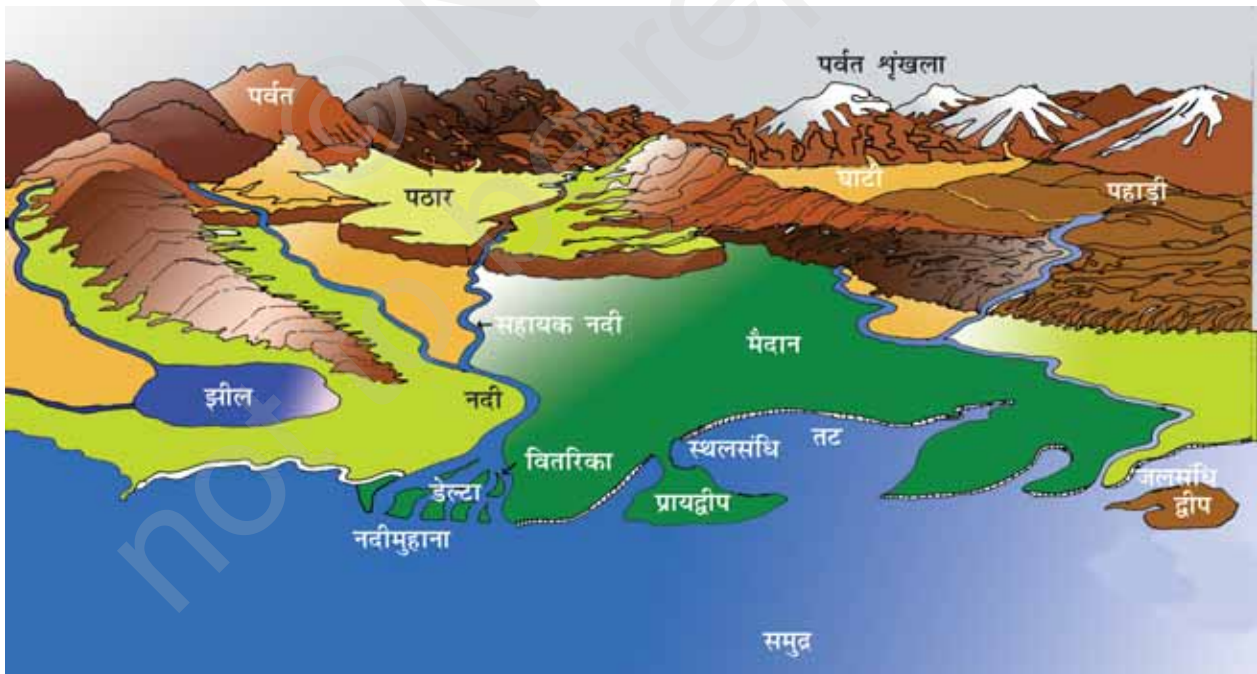 पर्वत शृंखला
पर्वत
घाटी
पठार
पहाड़ी
सहायक नदी
मैदान
झील
नदी
स्थलसंधि
तट
वितरिका
जलसंधि
डेल्टा
प्रायद्वीप
द्वीप
नदीमुहाना
समुद्र